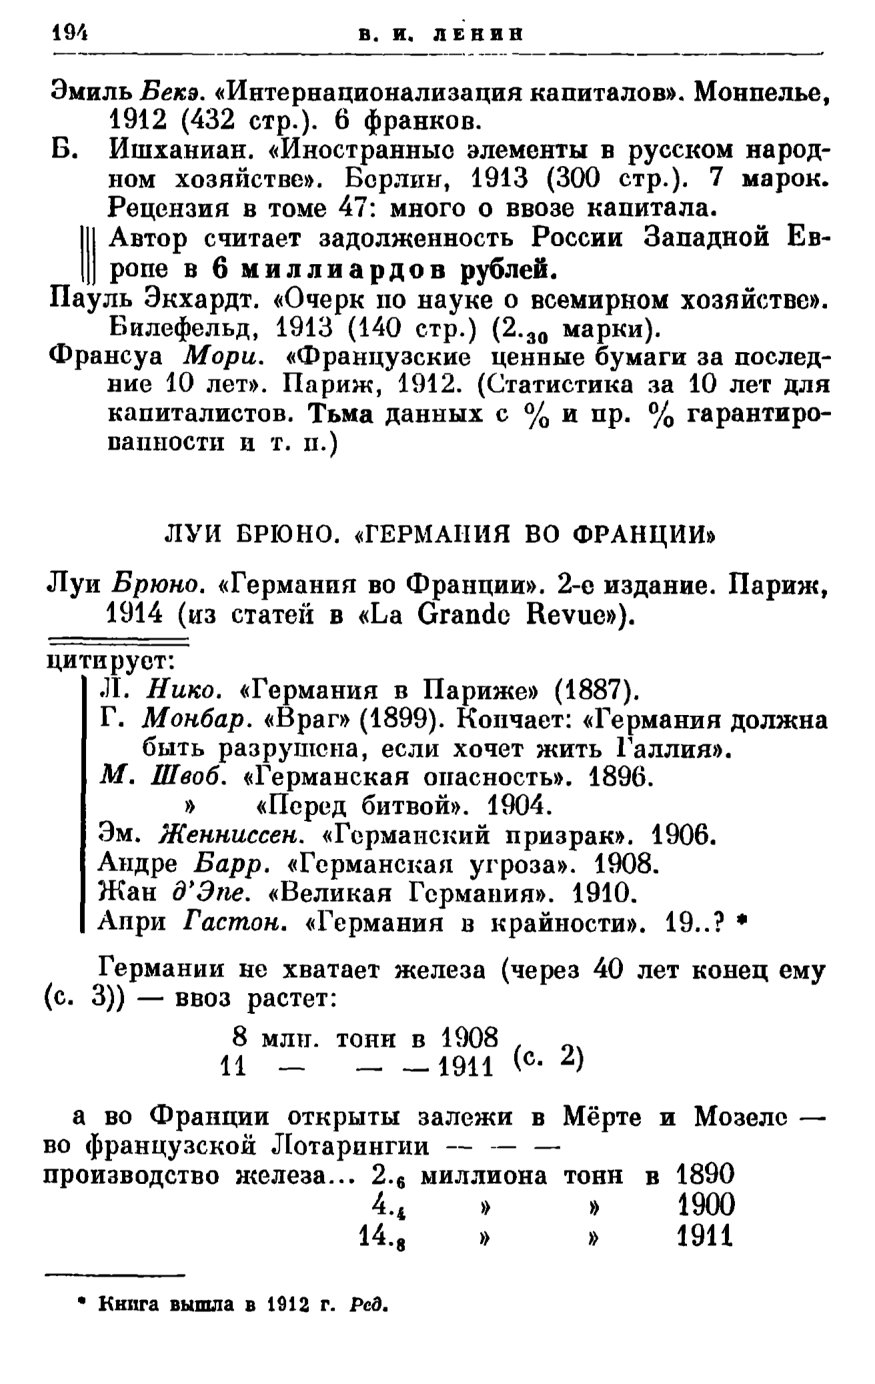 194 В. И. ЛЕНИН
Эмиль Бекэ. «Интернационализация капиталов». Монпелье,
1912 (432 стр.). 6 франков.
Б. Ишханиан. «Иностранные элементы в русском народ-
ном хозяйстве». Берлин, 1913 (300 стр.). 7 марок.
Рецензия в томе 47: много о ввозе капитала.
Автор считает задолженность России Западной Ев-
ропе в 6 миллиардов рублей.
Пауль Экхардт. «Очерк по науке о всемирном хозяйстве».
Билефельд, 1913 (140 стр.) (2.30 марки).
Франсуа Мори. «Французские ценные бумаги за послед-
ние 10 лет». Париж, 1912. (Статистика за 10 лет для
капиталистов. Тьма данных с % и пр. % гарантиро-
ванности и т. п.)
ЛУИ БРЮНО. «ГЕРМАНИЯ ВО ФРАНЦИИ»
Луи Брюно. «Германия во Франции». 2-е издание. Париж,
1914 (из статей в «La Grande Revue»).
цитирует:
Л. Нико. «Германия в Париже» (1887).
Г. Монбар. «Враг» (1899). Кончает: «Германия должна
быть разрушена, если хочет жить Галлия».
М. Швоб. «Германская опасность». 1896.
» «Перед битвой». 1904.
Эм. Женниссен. «Германский призрак». 1906.
Андре Барр. «Германская угроза». 1908.
Жан д’Эпе. «Великая Германия». 1910.
Анри Гастон. «Германия в крайности». 19..? *
Германии не хватает железа (через 40 лет конец ему
(с. 3)) — ввоз растет:
8 млн. тонн в 1908
11 — — — 1911 (с. 2)
а во Франции открыты залежи в Мёрте и Мозеле —
во французской Лотарингии — — —
производство железа... 2.6 миллиона тонн в 1890
4.4 » » 1900
14.8 » » 1911
* Книга вышла в 1912 г. Ред.